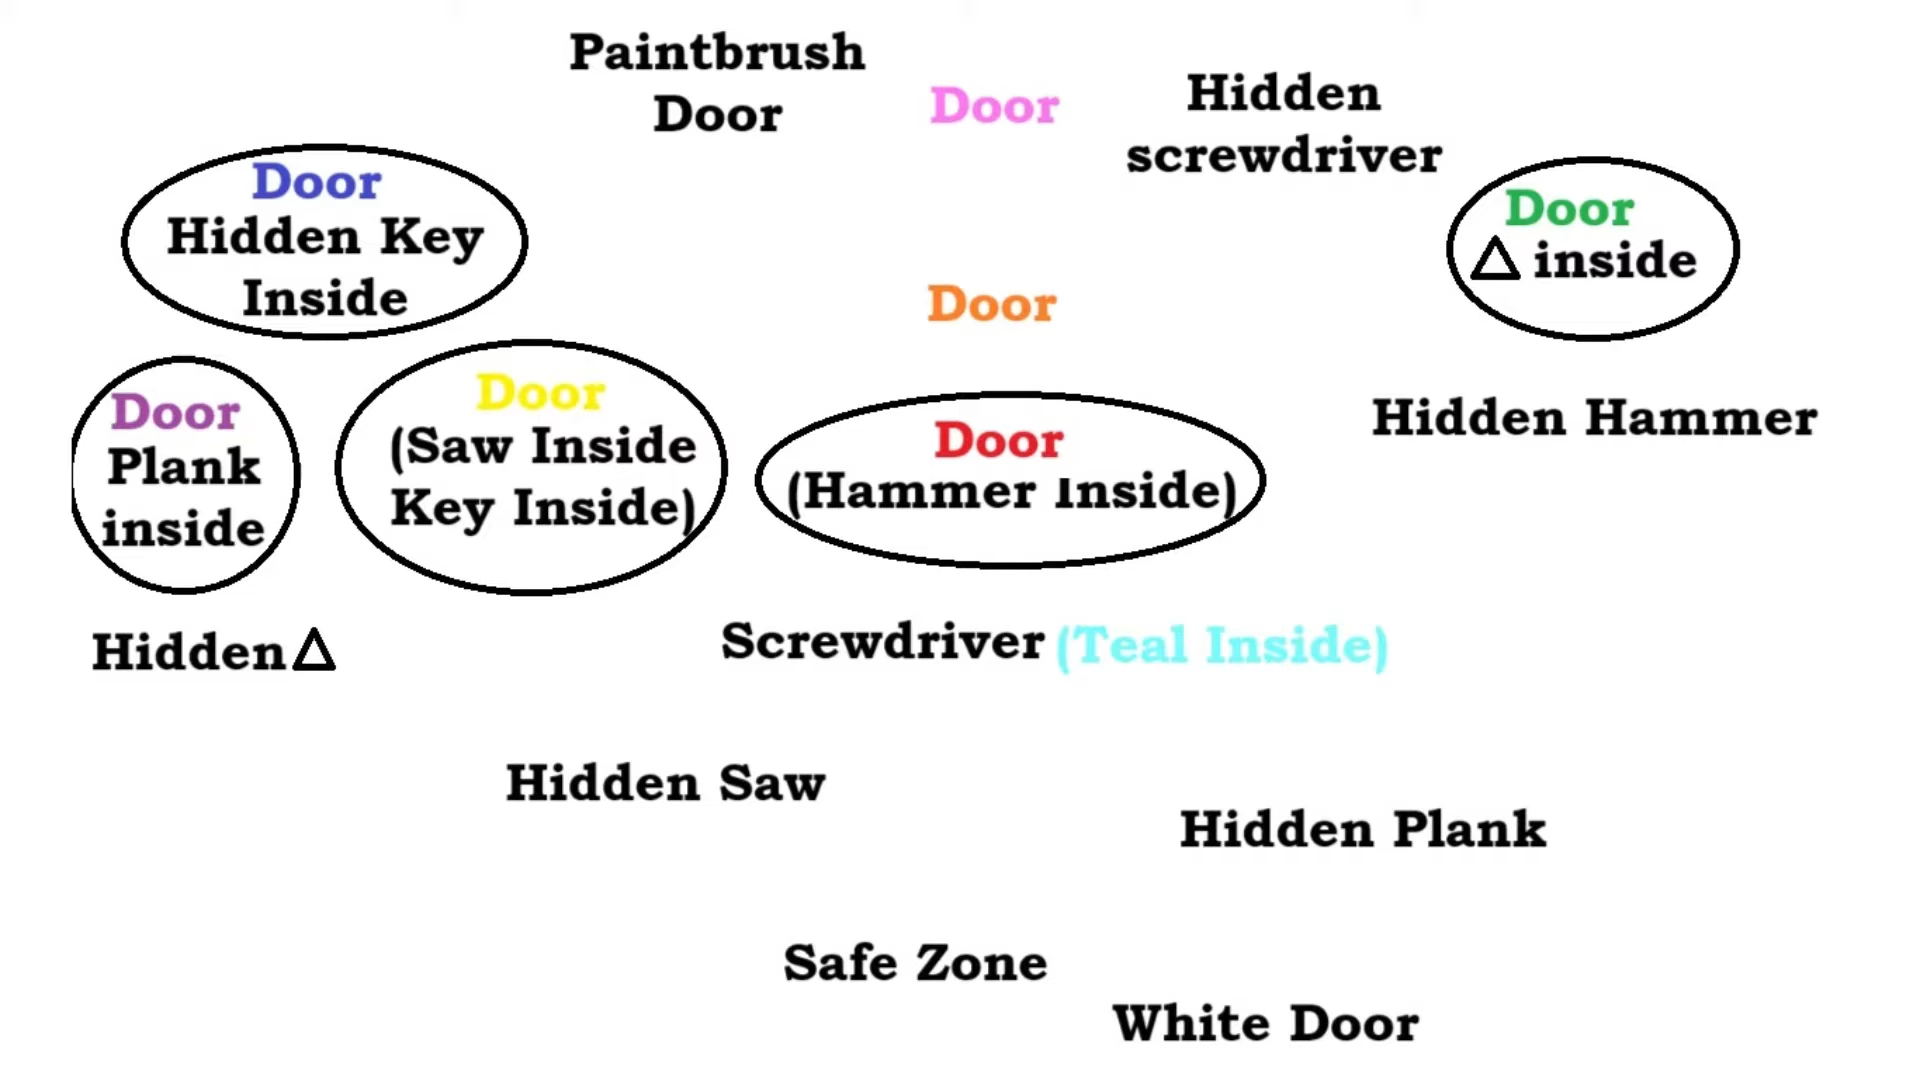 Paintbrush
Door
Door
Hidden
screwdriver
Door
Hidden Key
Inside
Door
△ inside
Door
Door
Plank
inside
Door
(Saw Inside
Key Inside)
Door
(Hammer Inside)
Hidden Hammer
Hidden△
Screwdriver (Teal Inside)
Hidden Saw
Hidden Plank
Safe Zone
White Door